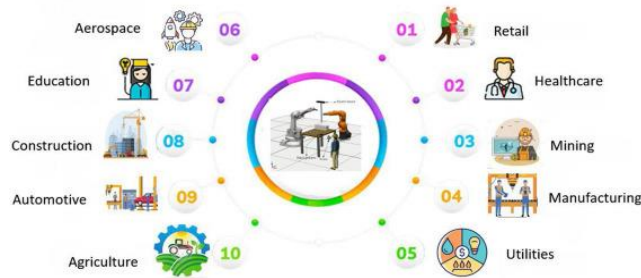 Aerospace 06
01 Retail
Education 07
02 Healthcare
Construction 08
03 Mining
Automotive 09
04 Manufacturing
Agriculture 10
05 Utilities